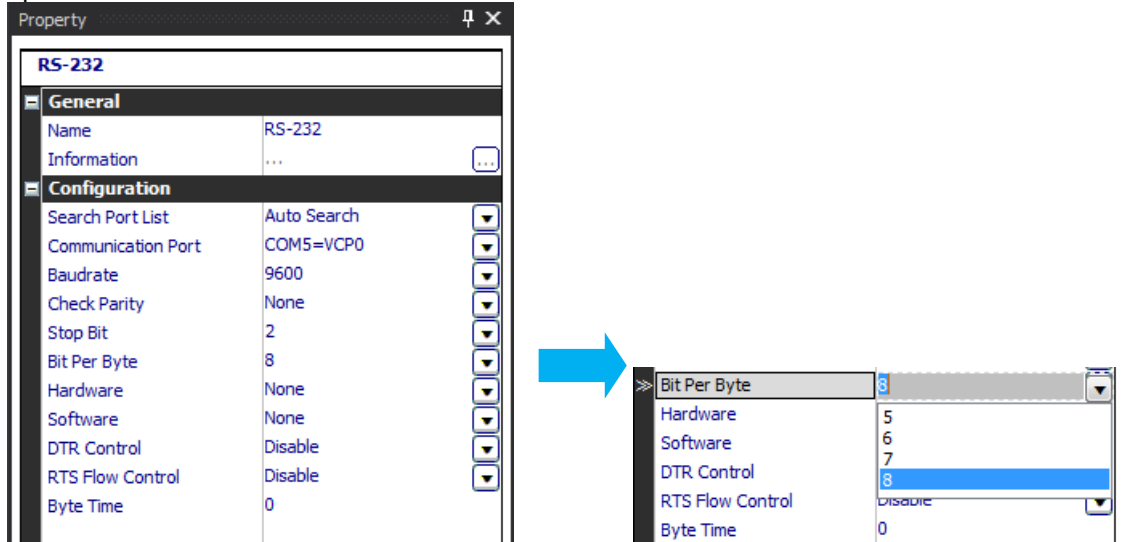 Property
RS-232
General
Name RS-232
Information ... ...
Configuration
Search Port List Auto Search
Communication Port COM5=VCP0
Baudrate 9600
Check Parity None
Stop Bit 2
Bit Per Byte 8
Hardware None
Software None
DTR Control Disable
RTS Flow Control Disable
Byte Time 0
Bit Per Byte 8
Hardware 5
Software 6
7
DTR Control 8
RTS Flow Control Disable
Byte Time 0